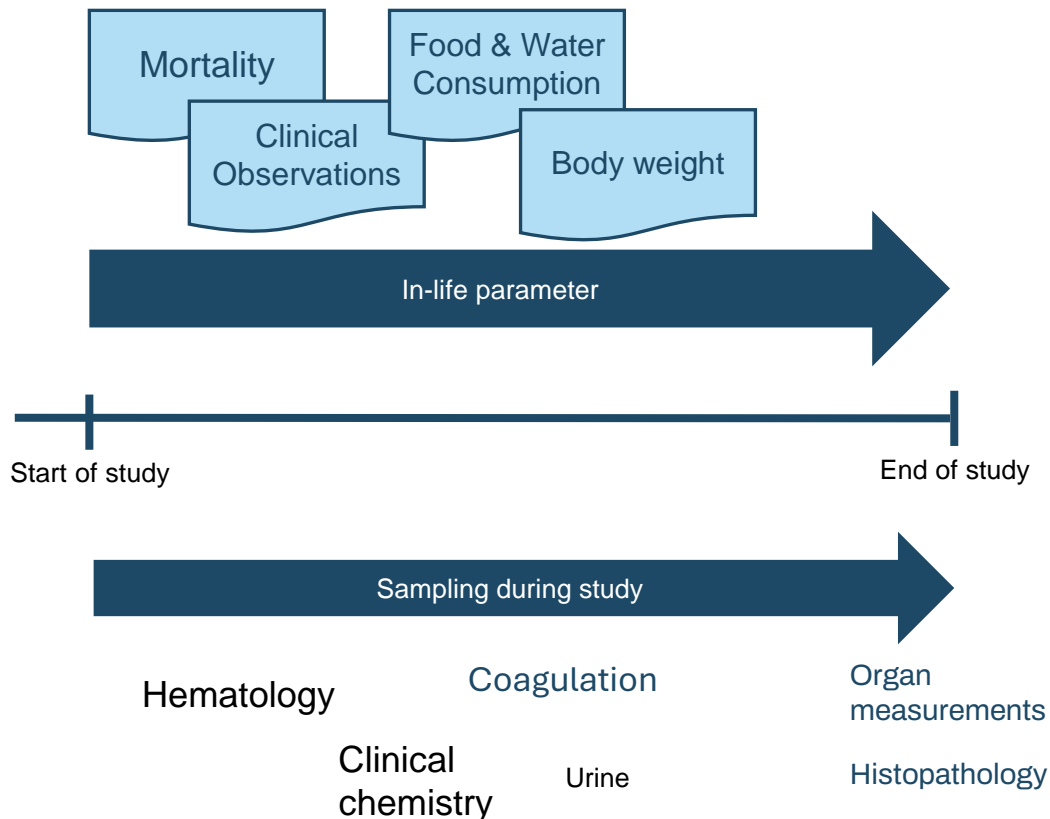 Mortality
Food & Water
Consumption
Clinical
Observations
Body weight
In-life parameter
Start of study
End of study
Sampling during study
Hematology
Coagulation
Organ
measurements
Clinical
chemistry
Urine
Histopathology